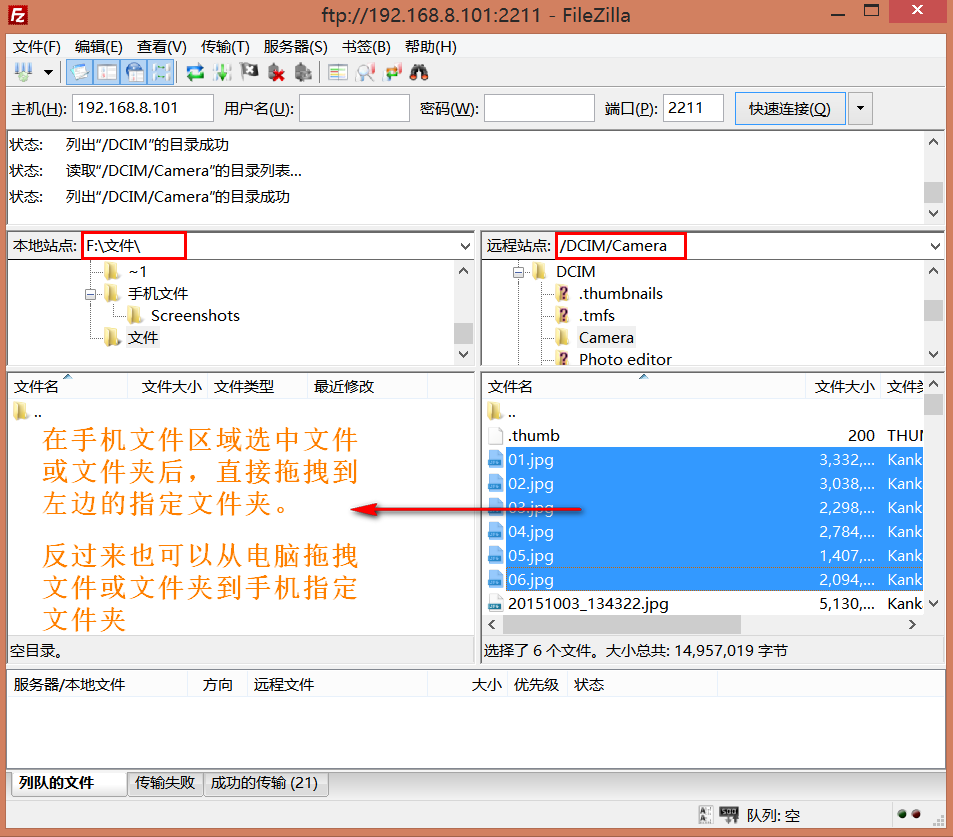 ftp://192.168.8.101:2211 - FileZilla
文件(F) 编辑(E) 查看(V) 传输(T) 服务器(S) 书签(B) 帮助(H)
主机(H): 192.168.8.101 用户名(U): 密码(W): 端口(P): 2211 快速连接(Q)
状态: 列出“/DCIM”的目录成功
状态: 读取“/DCIM/Camera”的目录列表...
状态: 列出“/DCIM/Camera”的目录成功
本地站点: F:\文件\
~1
手机文件
Screenshots
文件
远程站点: /DCIM/Camera
DCIM
.thumbnails
.tmfs
Camera
Photo editor
文件名 文件大小 文件类型 最近修改
..
在手机文件区域选中文件
或文件夹后，直接拖拽到
左边的指定文件夹。
反过来也可以从电脑拖拽
文件或文件夹到手机指定
文件夹
空目录。
文件名 文件大小 文件类
..
.thumb 200 THUM
01.jpg 3,332,... Kank
02.jpg 3,038,... Kank
03.jpg 2,298,... Kank
04.jpg 2,784,... Kank
05.jpg 1,407,... Kank
06.jpg 2,094,... Kank
20151003_134322.jpg 5,130,... Kank
选择了 6 个文件。大小总共: 14,957,019 字节
服务器/本地文件 方向 远程文件 大小 优先级 状态
列队的文件 传输失败 成功的传输 (21)
队列: 空